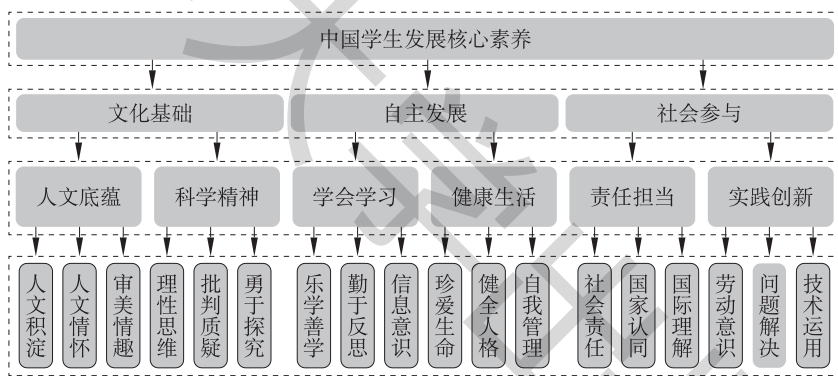 中国学生发展核心素养
文化基础 自主发展 社会参与
人文底蕴 科学精神 学会学习 健康生活 责任担当 实践创新
人文积淀
人文情怀
审美情趣
理性思维
批判质疑
勇于探究
乐学善学
勤于反思
信息意识
珍爱生命
健全人格
自我管理
社会责任
国家认同
国际理解
劳动意识
问题解决
技术运用